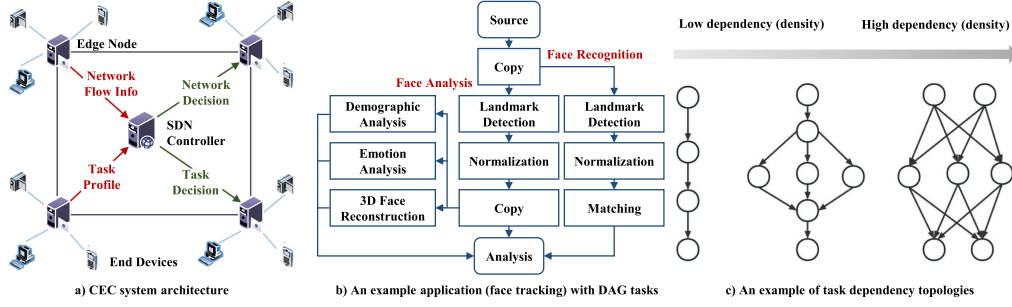 Edge Node
Network
Flow Info
Network
Decision
SDN
Controller
Task
Profile
Task
Decision
End Devices
a) CEC system architecture
Source
Copy
Face Recognition
Face Analysis
Demographic
Analysis
Landmark
Detection
Landmark
Detection
Emotion
Analysis
Normalization
Normalization
3D Face
Reconstruction
Copy
Matching
Analysis
b) An example application (face tracking) with DAG tasks
Low dependency (density)
High dependency (density)
c) An example of task dependency topologies